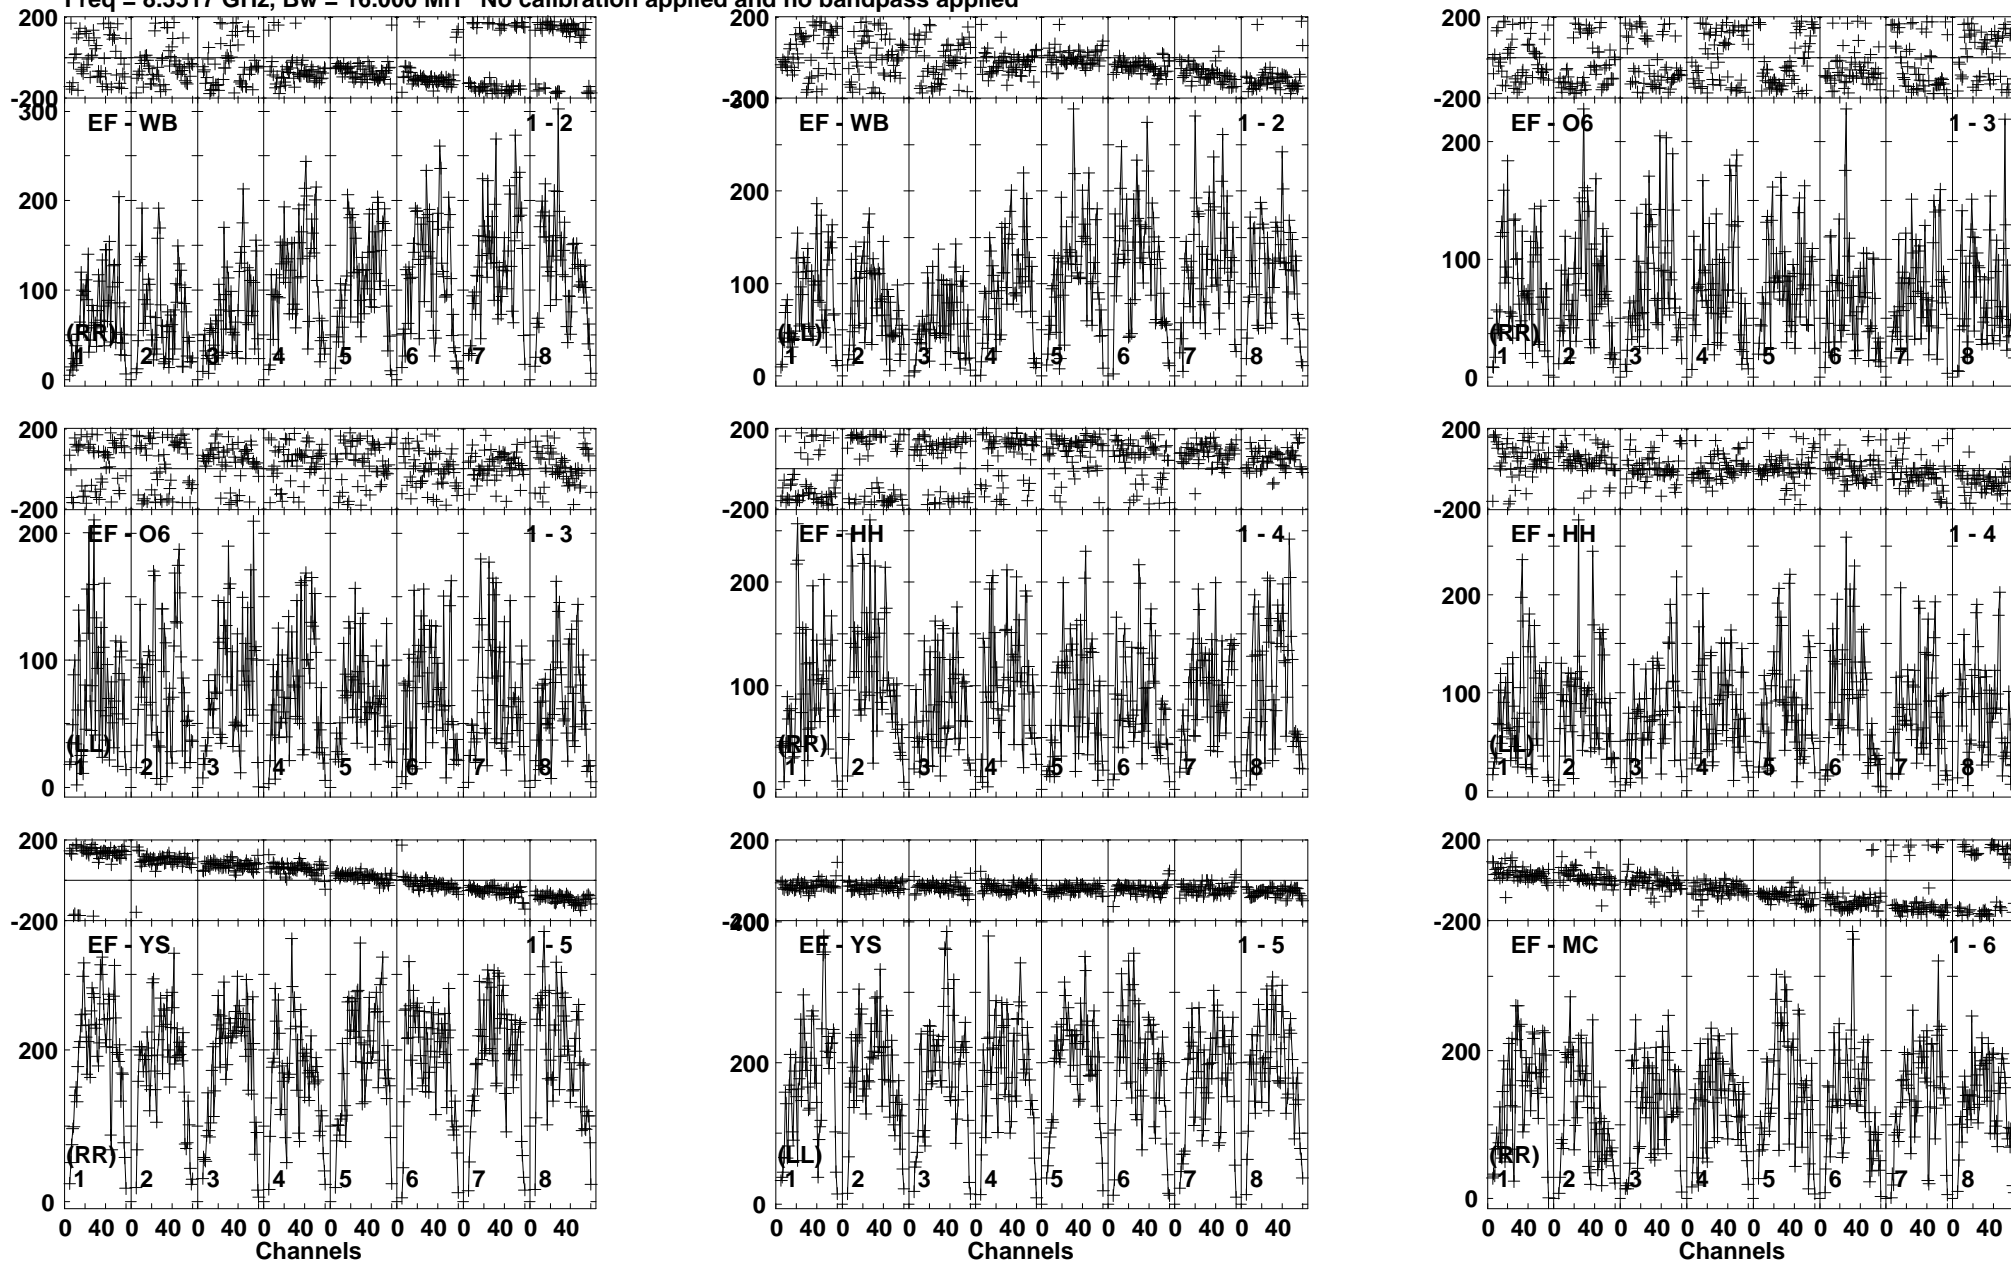 Freq = 8.3517 GHz, Bw = 16.000 MH No calibration applied and no bandpass applied
200 200 200
-200 -200
300 300 EF - WB 1 - 2 EF - WB 1 - 2 EF - O6 1 - 3
200 200 200
100 100 100
(RR) (LL) (RR)
1 2 3 4 5 6 7 8 1 2 3 4 5 6 7 8 1 2 3 4 5 6 7 8
0 0 0
200 200 200
-200 -200 -200
200 EF - O6 1 - 3 EF - HH 1 - 4 EF - HH 1 - 4
200 200
100 100 100
(LL) (RR) (LL)
1 2 3 4 5 6 7 8 1 2 3 4 5 6 7 8 1 2 3 4 5 6 7 8
0 0 0
200 200 200
-200 -200
EF - YS 1 - 5 EF - YS 1 - 5 EF - MC 1 - 6
200 200 200
(RR) (LL) (RR)
1 2 3 4 5 6 7 8 1 2 3 4 5 6 7 8 1 2 3 4 5 6 7 8
0 0 0
0 40 0 40 0 40 0 40 0 40 0 40 0 40 0 40 0 40 0 40 0 40 0 40 0 40 0 40 0 40 0 40 0 40 0 40 0 40 0 40 0 40 0 40 0 40 0 40
Channels Channels Channels